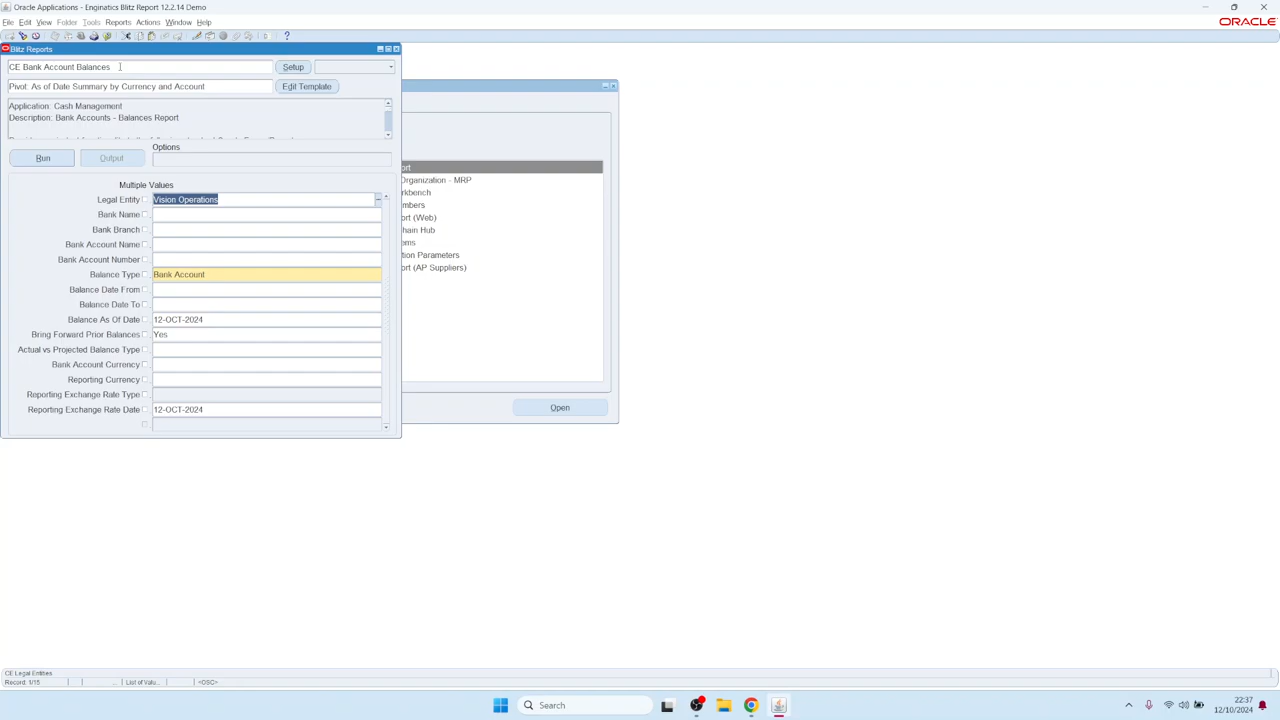 Oracle Applications - Enginatics Blitz Report 12.2.14 Demo
File Edit View Folder Tools Reports Actions Window Help
ORACLE
Blitz Reports
CE Bank Account Balances Setup
Pivot: As of Date Summary by Currency and Account Edit Template
Application: Cash Management
Description: Bank Accounts - Balances Report
Options
Run Output
Multiple Values
Legal Entity Vision Operations
Bank Name
Bank Branch
Bank Account Name
Bank Account Number
Balance Type Bank Account
Balance Date From
Balance Date To
Balance As Of Date 12-OCT-2024
Bring Forward Prior Balances Yes
Actual vs Projected Balance Type
Bank Account Currency
Reporting Currency
Reporting Exchange Rate Type
Reporting Exchange Rate Date 12-OCT-2024
ort
Organization - MRP
rkbench
mbers
ort (Web)
hain Hub
ems
tion Parameters
ort (AP Suppliers)
Open
CE Legal Entities
Record: 1/15 ... List of Valu... <OSC>
Search
22:37
12/10/2024